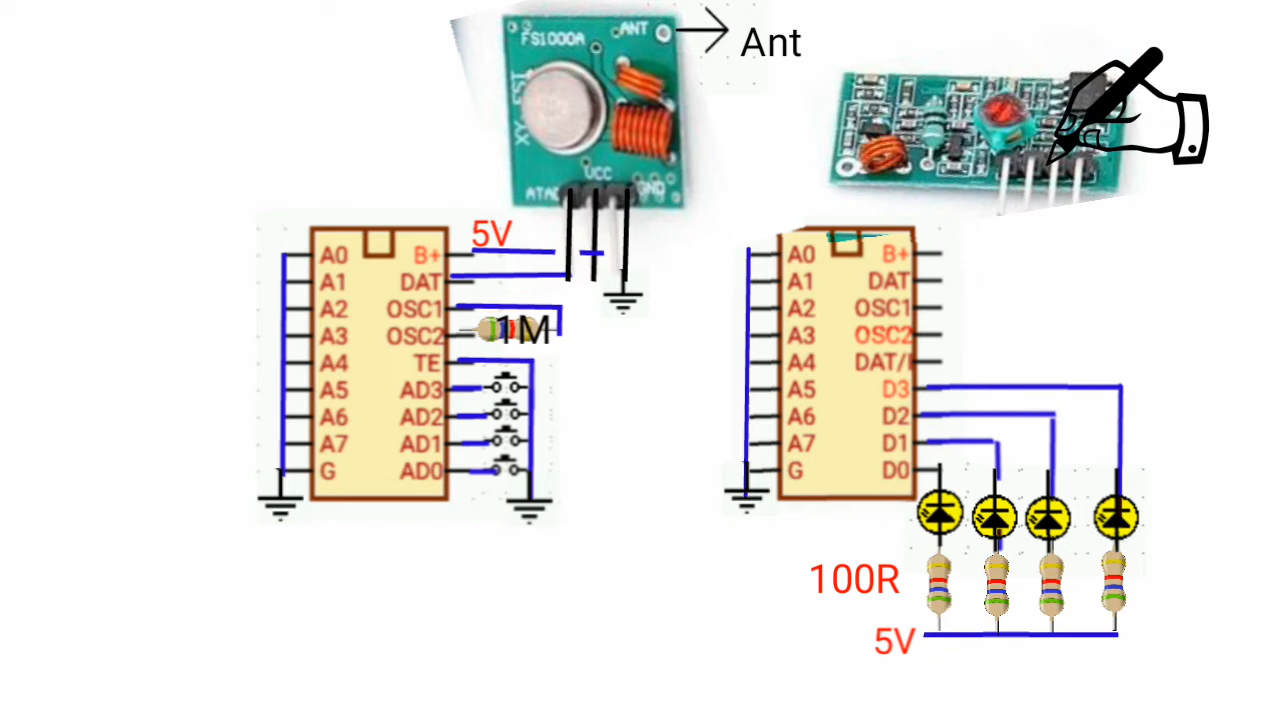 FS1000A
ANT
Ant
XX
VCC
ATAD
GND
5V
A0 B+
A1 DAT
A2 OSC1
A3 OSC2
1M
A4 TE
A5 AD3
A6 AD2
A7 AD1
G AD0
A0 B+
A1 DAT
A2 OSC1
A3 OSC2
A4 DAT/
A5 D3
A6 D2
A7 D1
G D0
100R
5V